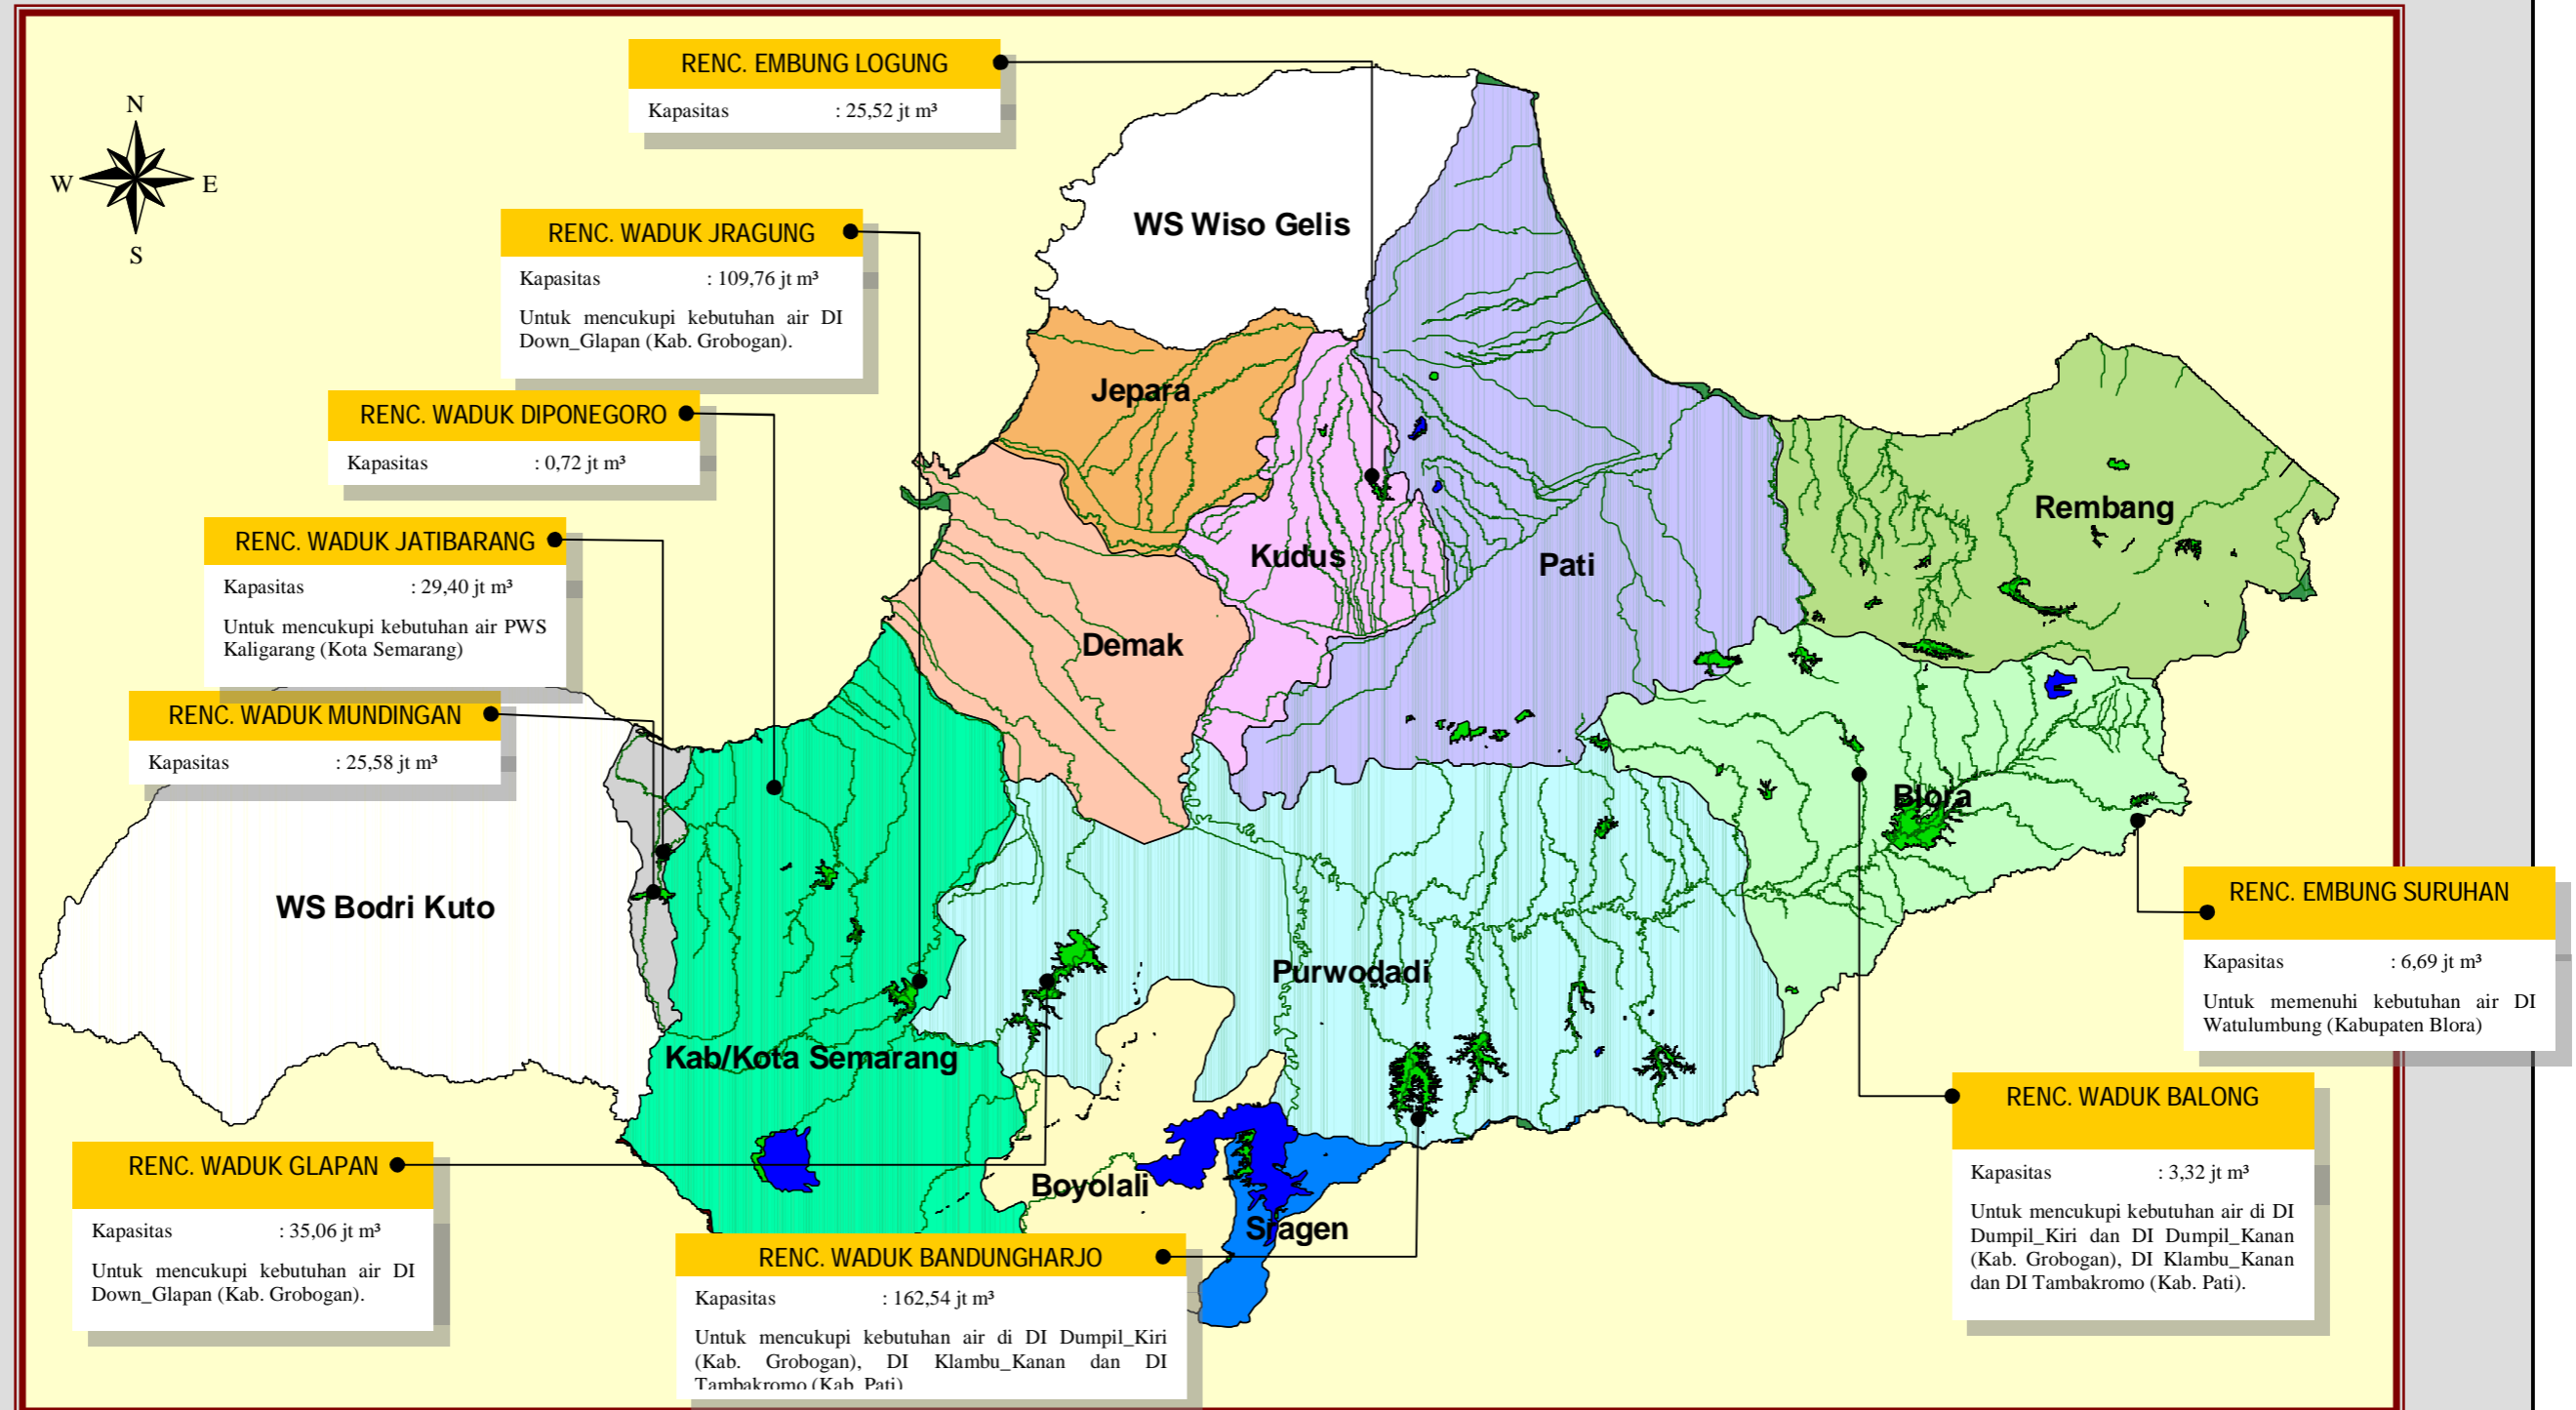 RENC. EMBUNG LOGUNG
Kapasitas : 25,52 jt m³
N
W
E
S
RENC. WADUK JRAGUNG
Kapasitas : 109,76 jt m³
Untuk mencukupi kebutuhan air DI
Down_Glapan (Kab. Grobogan).
RENC. WADUK DIPONEGORO
Kapasitas : 0,72 jt m³
RENC. WADUK JATIBARANG
Kapasitas : 29,40 jt m³
Untuk mencukupi kebutuhan air PWS
Kaligarang (Kota Semarang)
RENC. WADUK MUNDINGAN
Kapasitas : 25,58 jt m³
WS Wiso Gelis
Jepara
Kudus
Pati
Rembang
Demak
Blora
WS Bodri Kuto
Purwodadi
Kab/Kota Semarang
Boyolali
Sragen
RENC. EMBUNG SURUHAN
Kapasitas : 6,69 jt m³
Untuk memenuhi kebutuhan air DI
Watulumbung (Kabupaten Blora)
RENC. WADUK BALONG
Kapasitas : 3,32 jt m³
Untuk mencukupi kebutuhan air di DI
Dumpil_Kiri dan DI Dumpil_Kanan
(Kab. Grobogan), DI Klambu_Kanan
dan DI Tambakromo (Kab. Pati).
RENC. WADUK GLAPAN
Kapasitas : 35,06 jt m³
Untuk mencukupi kebutuhan air DI
Down_Glapan (Kab. Grobogan).
RENC. WADUK BANDUNGHARJO
Kapasitas : 162,54 jt m³
Untuk mencukupi kebutuhan air di DI Dumpil_Kiri
(Kab. Grobogan), DI Klambu_Kanan dan DI
Tambakromo (Kab. Pati)